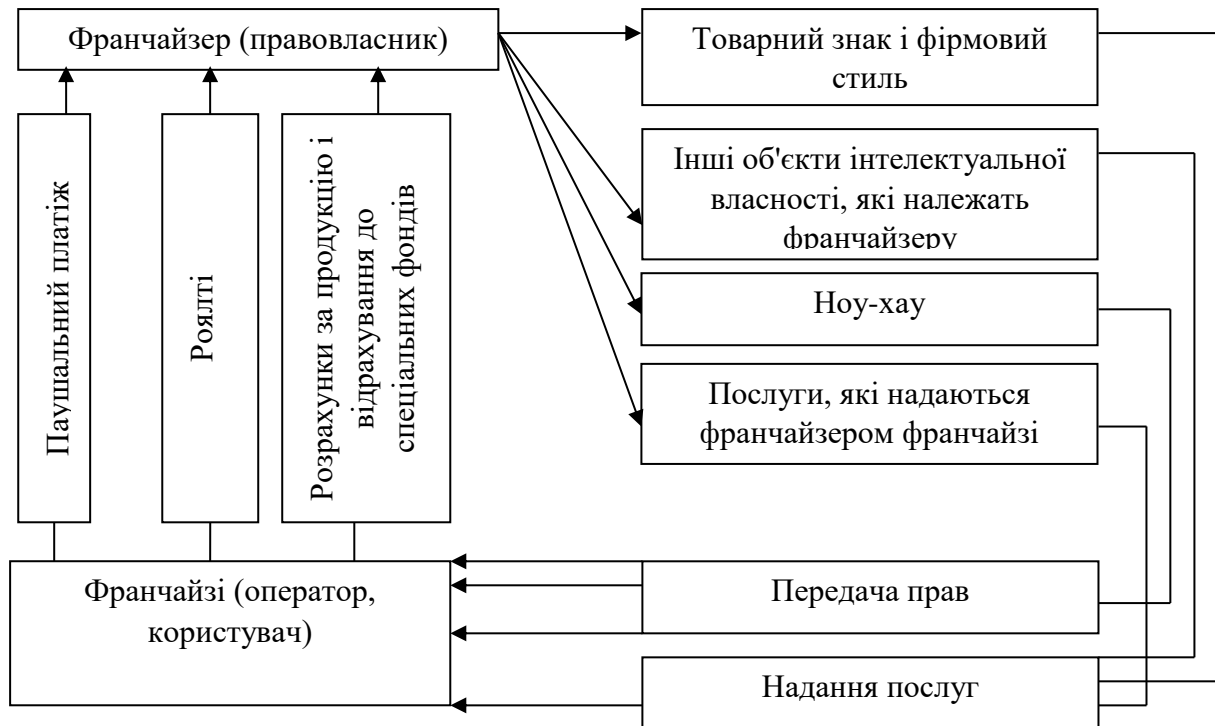 Франчайзер (правовласник)
Товарний знак і фірмовий
стиль
Інші об'єкти інтелектуальної
власності, які належать
франчайзеру
Ноу-хау
Послуги, які надаються
франчайзером франчайзі
Паушальний платіж
Роялті
Розрахунки за продукцію і
відрахування до
спеціальних фондів
Франчайзі (оператор,
користувач)
Передача прав
Надання послуг